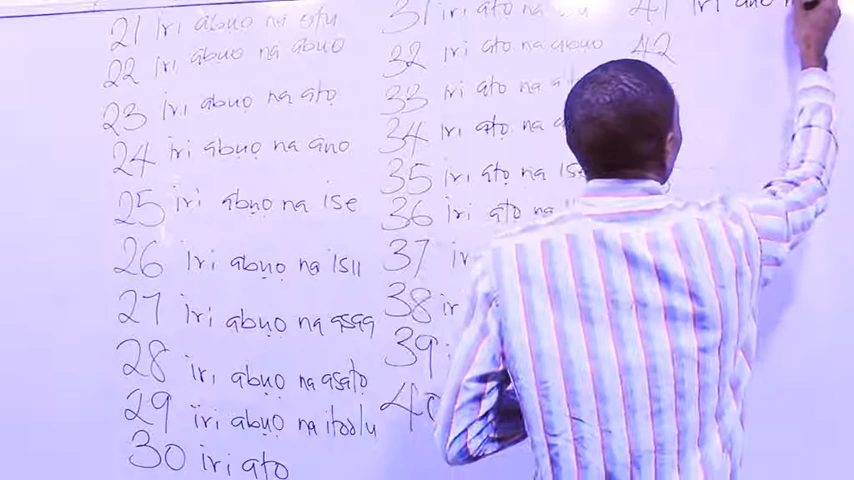 21 Iri abuọ na otu
22 iri abuọ na abuo
23 iri abuọ na atọ
24 iri abuọ na anọ
25 iri abuọ na ise
26 iri abuọ na isii
27 iri abuọ na asaa
28 iri abuọ na asatọ
29 iri abuọ na itoolu
30 iri atọ
31 iri atọ na
32 iri atọ na abuo
33 iri atọ na
34 iri atọ na
35 iri atọ na
36 iri atọ na
37 iri
38 iri
39
40
41 iri anọ
42